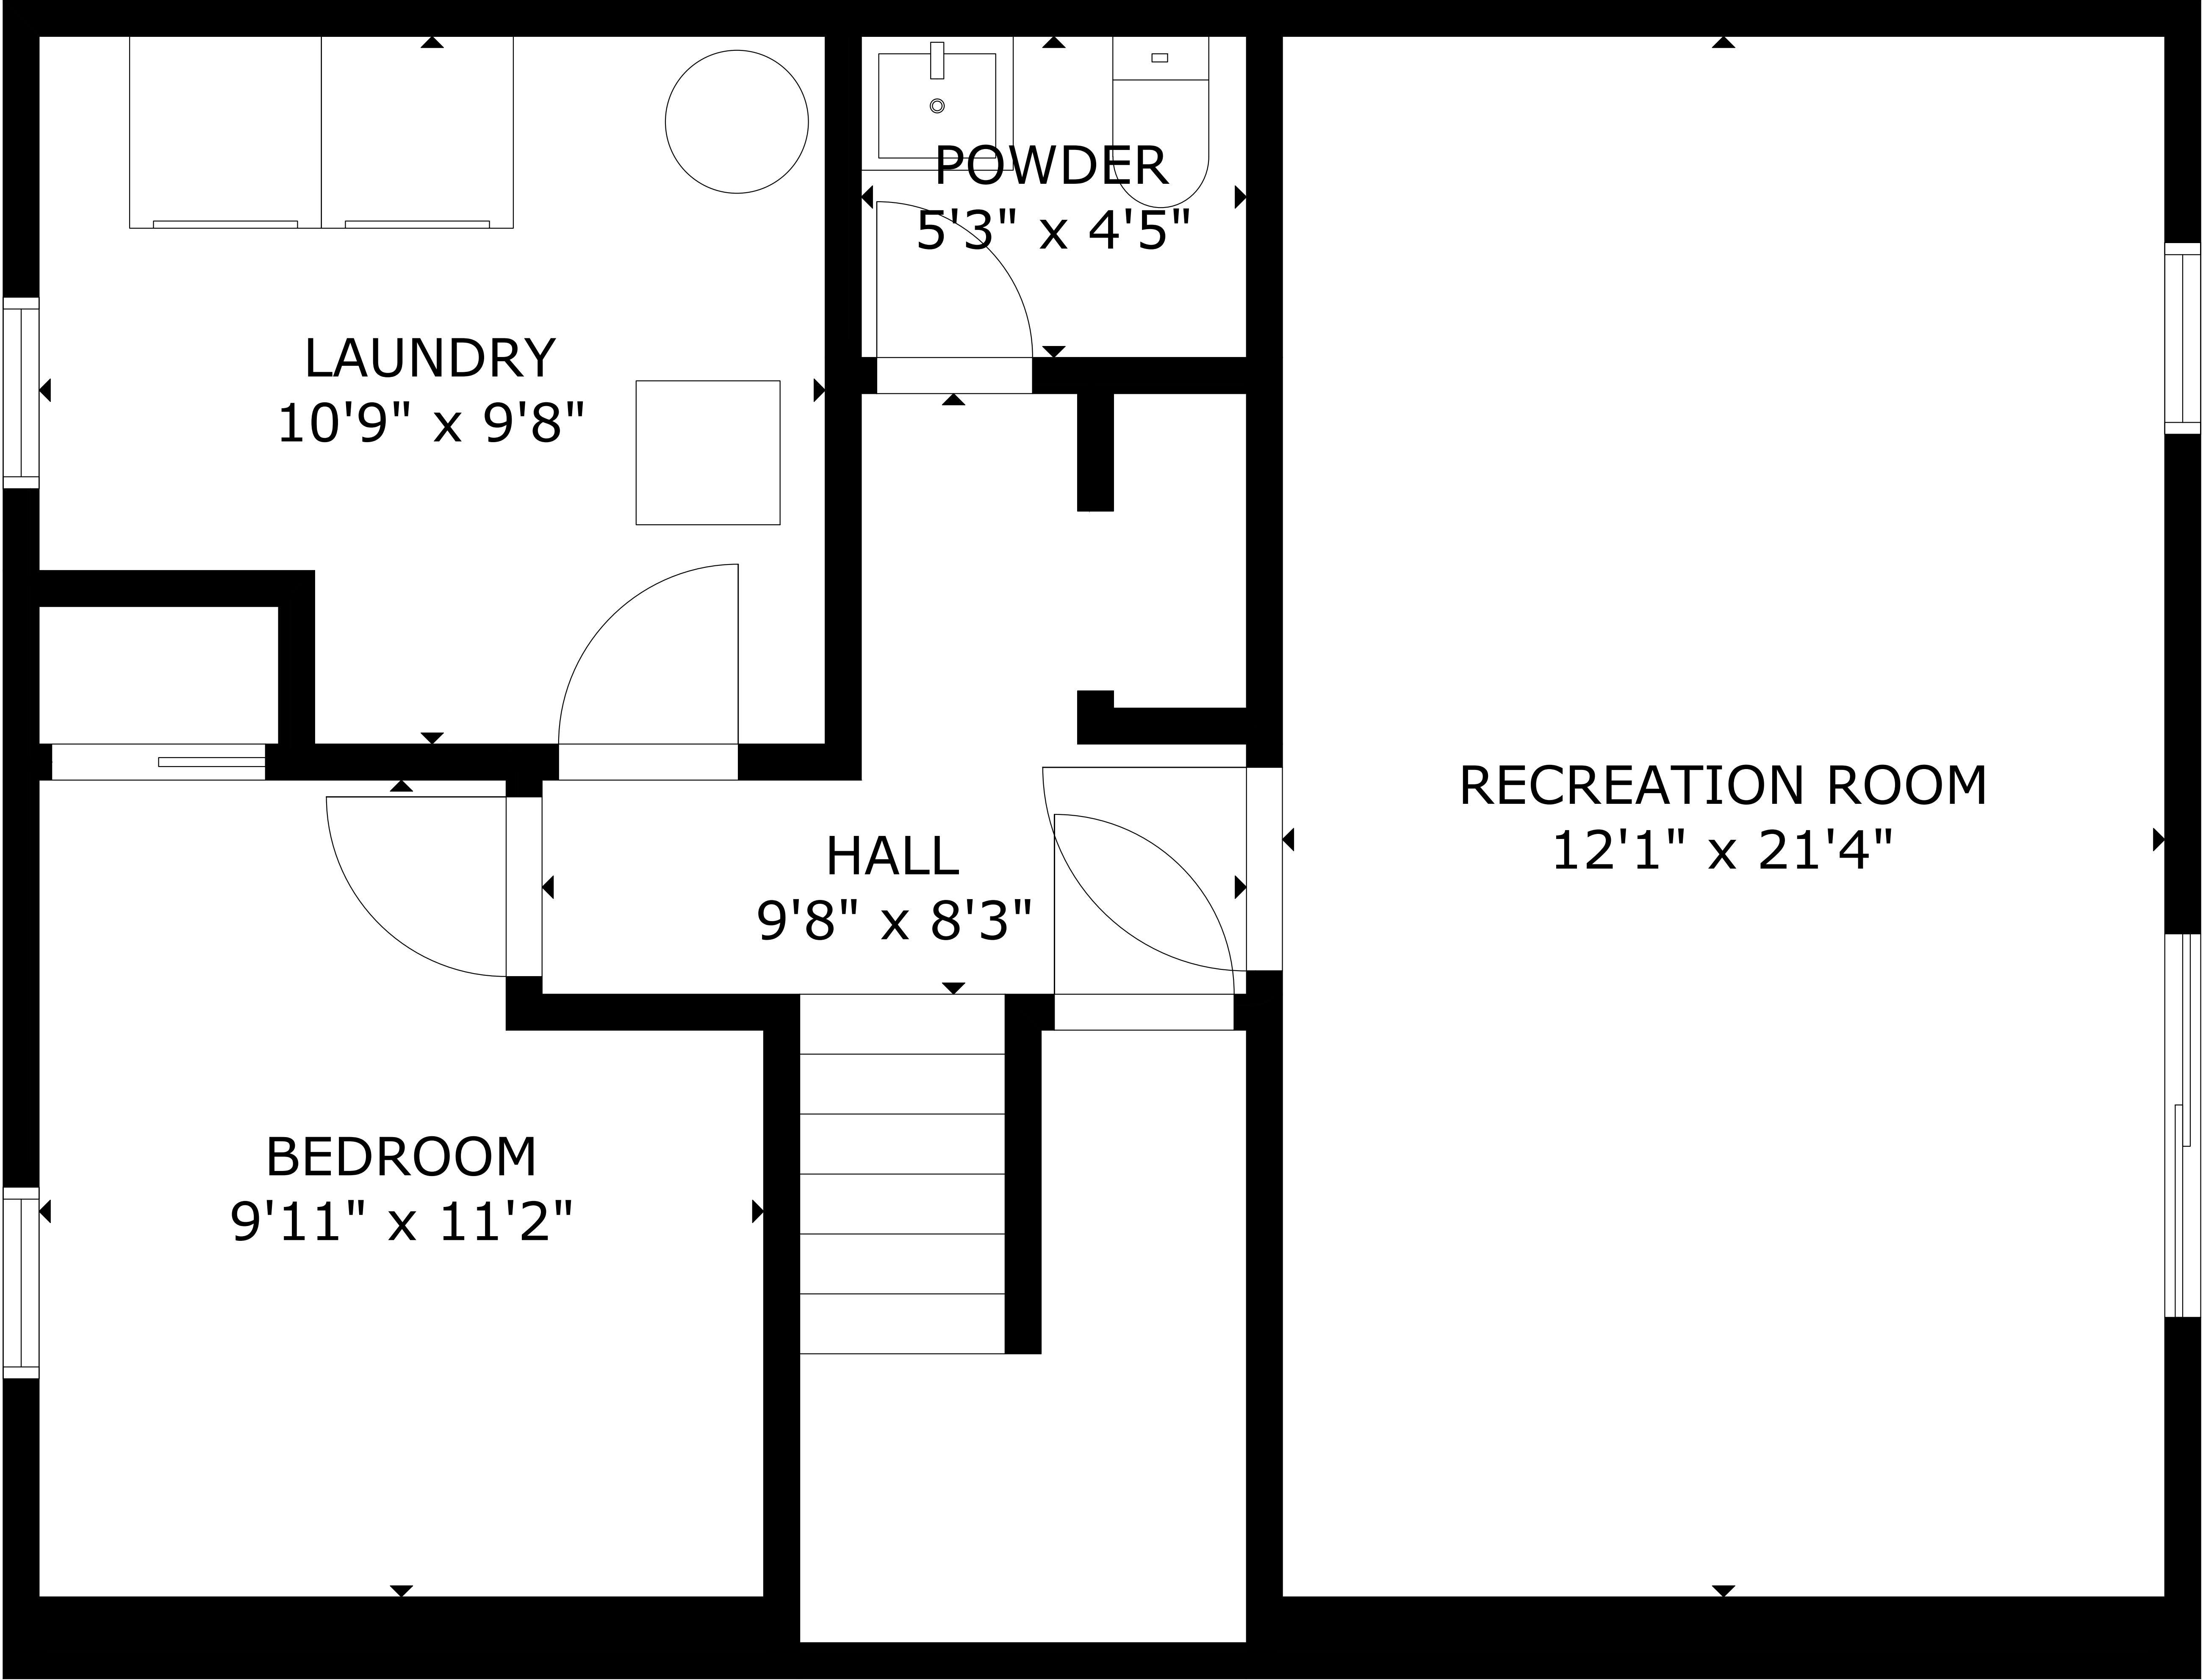 POWDER
5'3" x 4'5"
LAUNDRY
10'9" x 9'8"
RECREATION ROOM
12'1" x 21'4"
HALL
9'8" x 8'3"
BEDROOM
9'11" x 11'2"